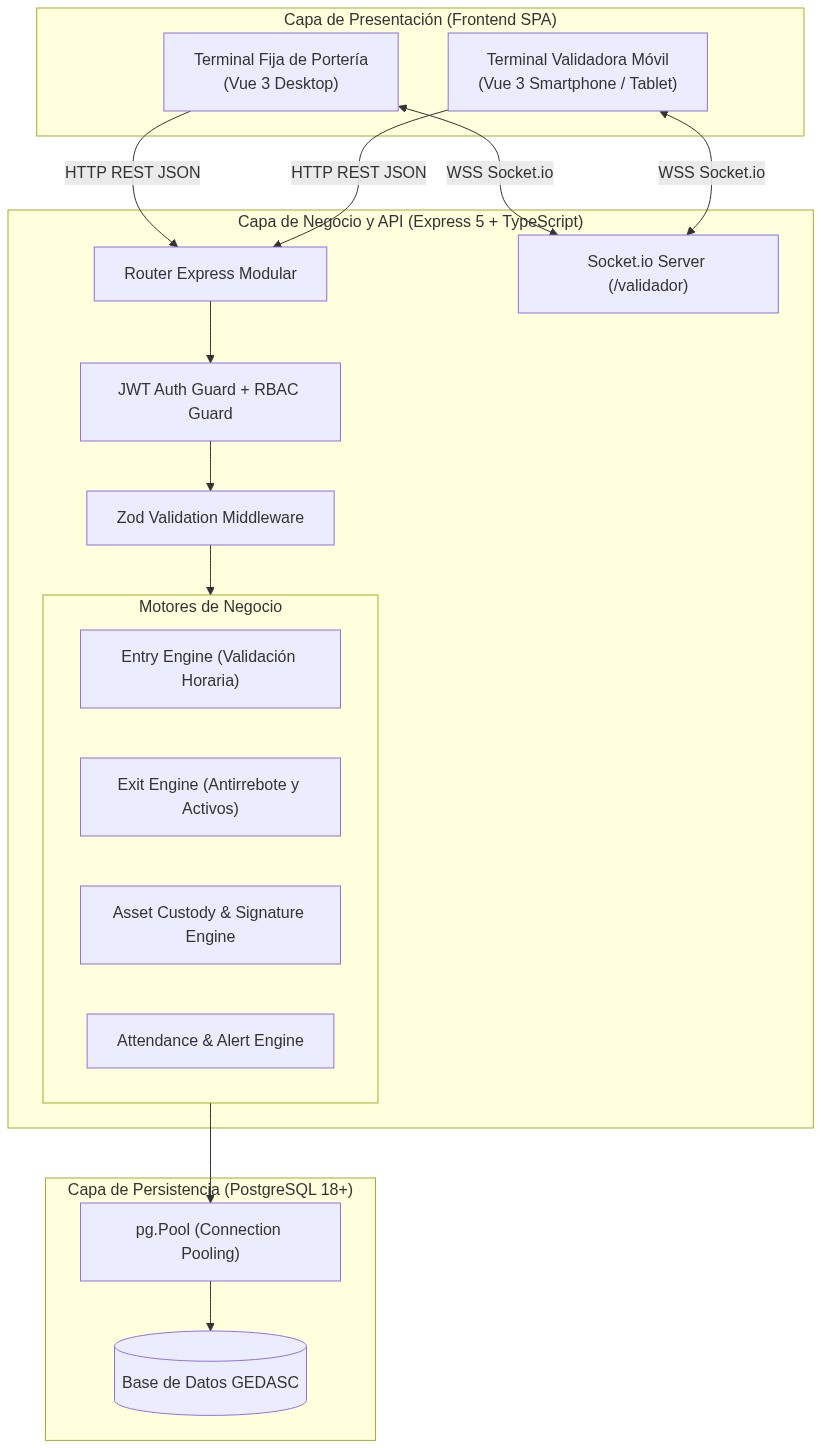 Capa de Presentación (Frontend SPA)
Terminal Fija de Portería
(Vue 3 Desktop)
Terminal Validadora Móvil
(Vue 3 Smartphone / Tablet)
HTTP REST JSON
HTTP REST JSON
WSS Socket.io
WSS Socket.io
Capa de Negocio y API (Express 5 + TypeScript)
Router Express Modular
Socket.io Server
(/validador)
JWT Auth Guard + RBAC
Guard
Zod Validation Middleware
Motores de Negocio
Entry Engine (Validación
Horaria)
Exit Engine (Antirrebote y
Activos)
Asset Custody & Signature
Engine
Attendance & Alert Engine
Capa de Persistencia (PostgreSQL 18+)
pg.Pool (Connection
Pooling)
Base de Datos GEDASC